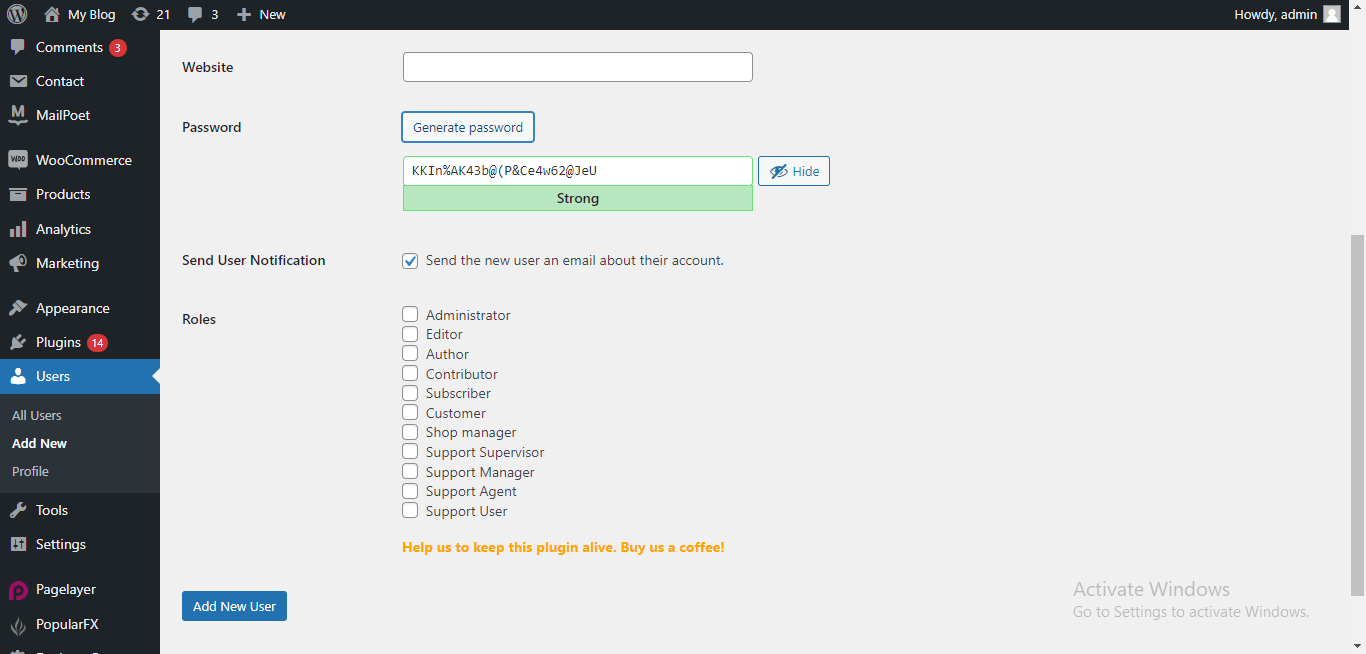 My Blog 21 3 New Howdy, admin
Comments 3
Contact
MailPoet
WooCommerce
Products
Analytics
Marketing
Appearance
Plugins 14
Users
All Users
Add New
Profile
Tools
Settings
Pagelayer
PopularFX
Website
Password Generate password
KKIn%AK43b@(P&Ce4w62@JeU Hide
Strong
Send User Notification Send the new user an email about their account.
Roles
Administrator
Editor
Author
Contributor
Subscriber
Customer
Shop manager
Support Supervisor
Support Manager
Support Agent
Support User
Help us to keep this plugin alive. Buy us a coffee!
Add New User
Activate Windows
Go to Settings to activate Windows.